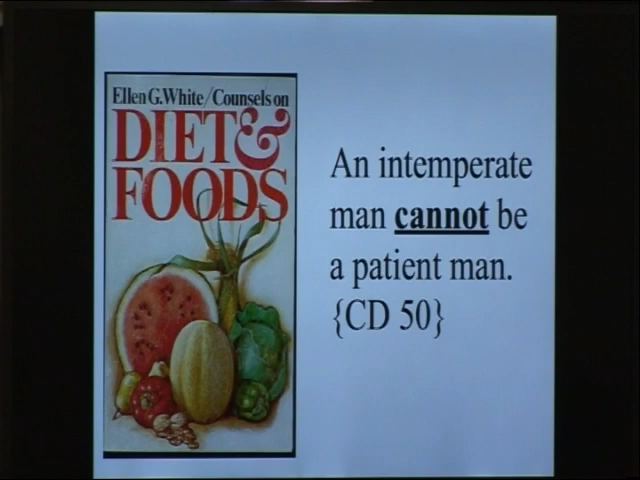 Ellen G. White/Counsels on
DIET &
FOODS
An intemperate
man cannot be
a patient man.
{CD 50}